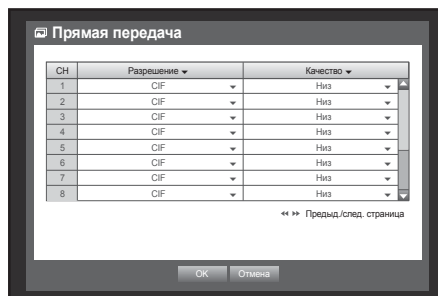 Прямая передача
CH Разрешение Качество
1 CIF Низ
2 CIF Низ
3 CIF Низ
4 CIF Низ
5 CIF Низ
6 CIF Низ
7 CIF Низ
8 CIF Низ
Предыд./след. страница
OK Отмена